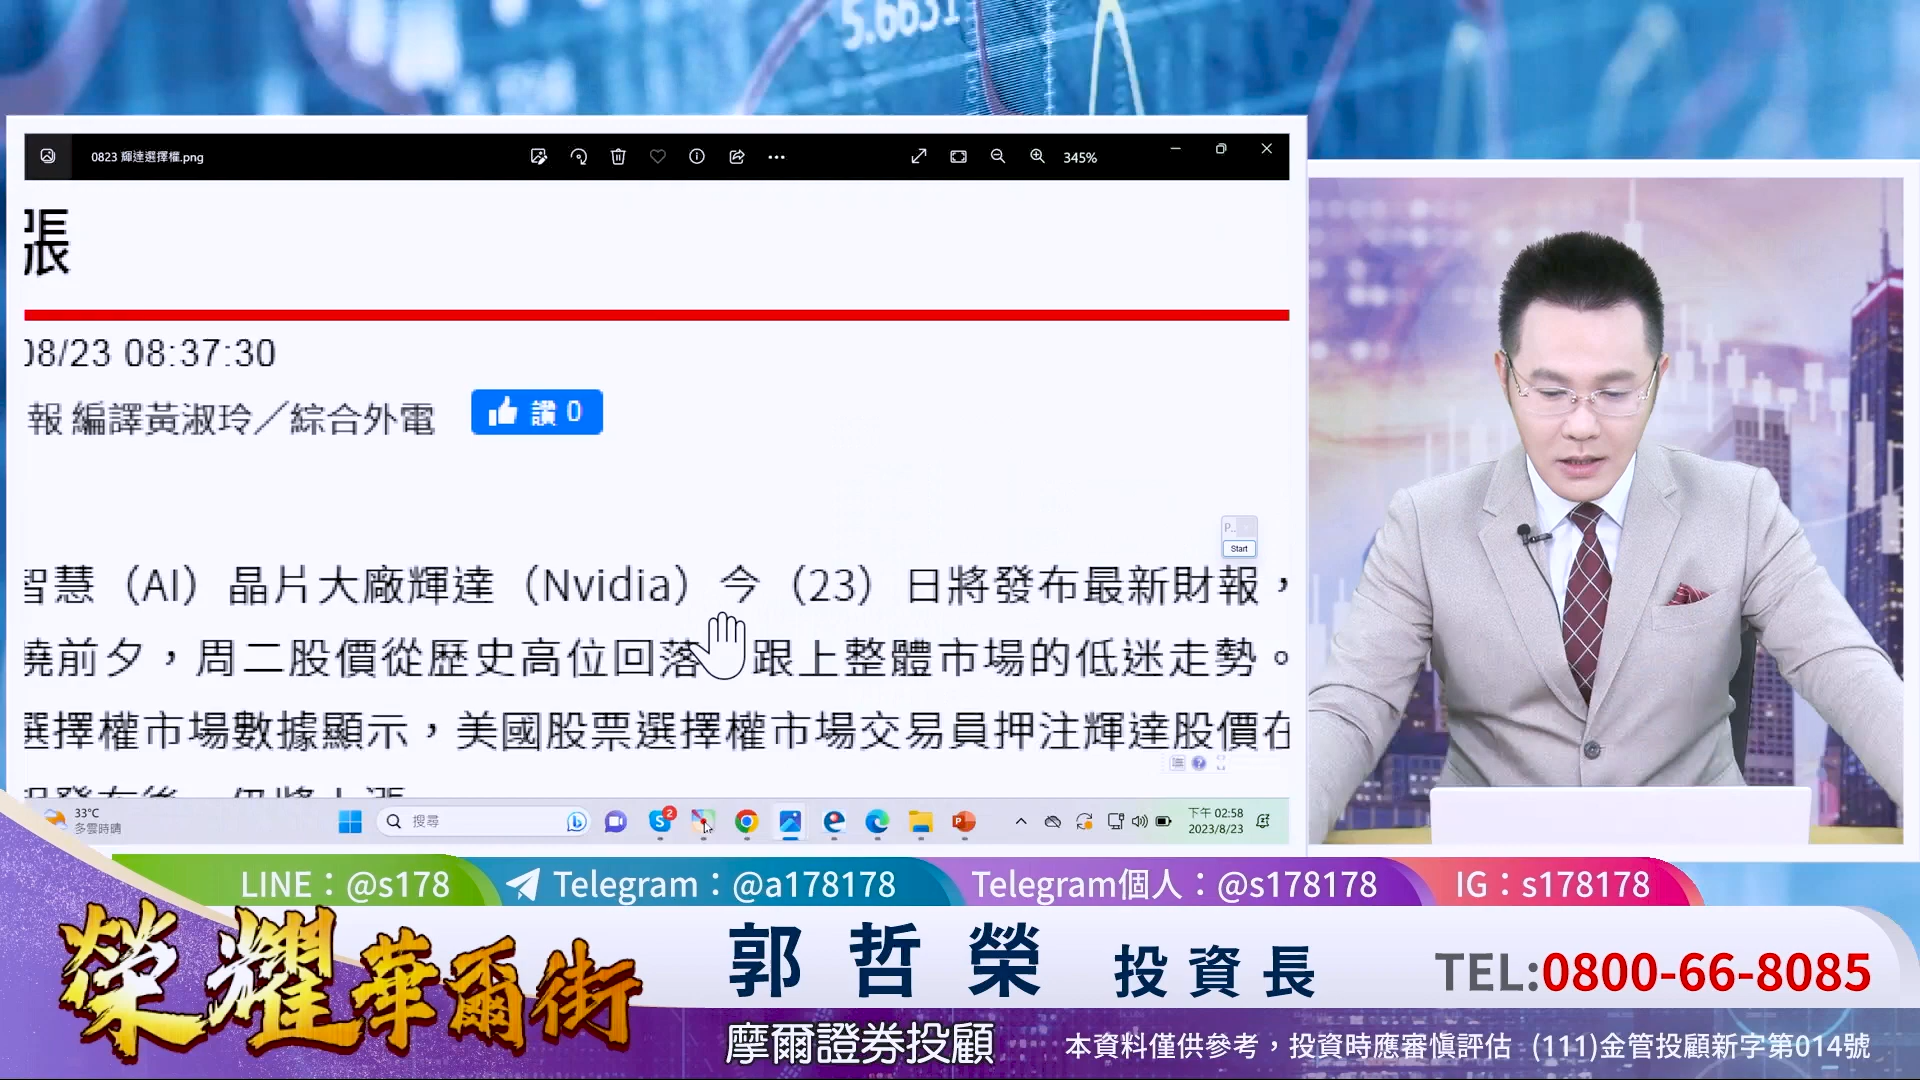 5.6631
0823 輝達選擇權.png
345%
張
08/23 08:37:30
報 編譯黃淑玲／綜合外電
讚 0
P..
Start
智慧（AI）晶片大廠輝達（Nvidia）今（23）日將發布最新財報，
曉前夕，周二股價從歷史高位回落 跟上整體市場的低迷走勢。
選擇權市場數據顯示，美國股票選擇權市場交易員押注輝達股價在
33°C
多雲時晴
搜尋
2
下午 02:58
2023/8/23
LINE：@s178
Telegram：@a178178
Telegram個人：@s178178
IG：s178178
榮耀華爾街
郭哲榮 投資長
TEL:0800-66-8085
摩爾證券投顧
本資料僅供參考，投資時應審慎評估 (111)金管投顧新字第014號